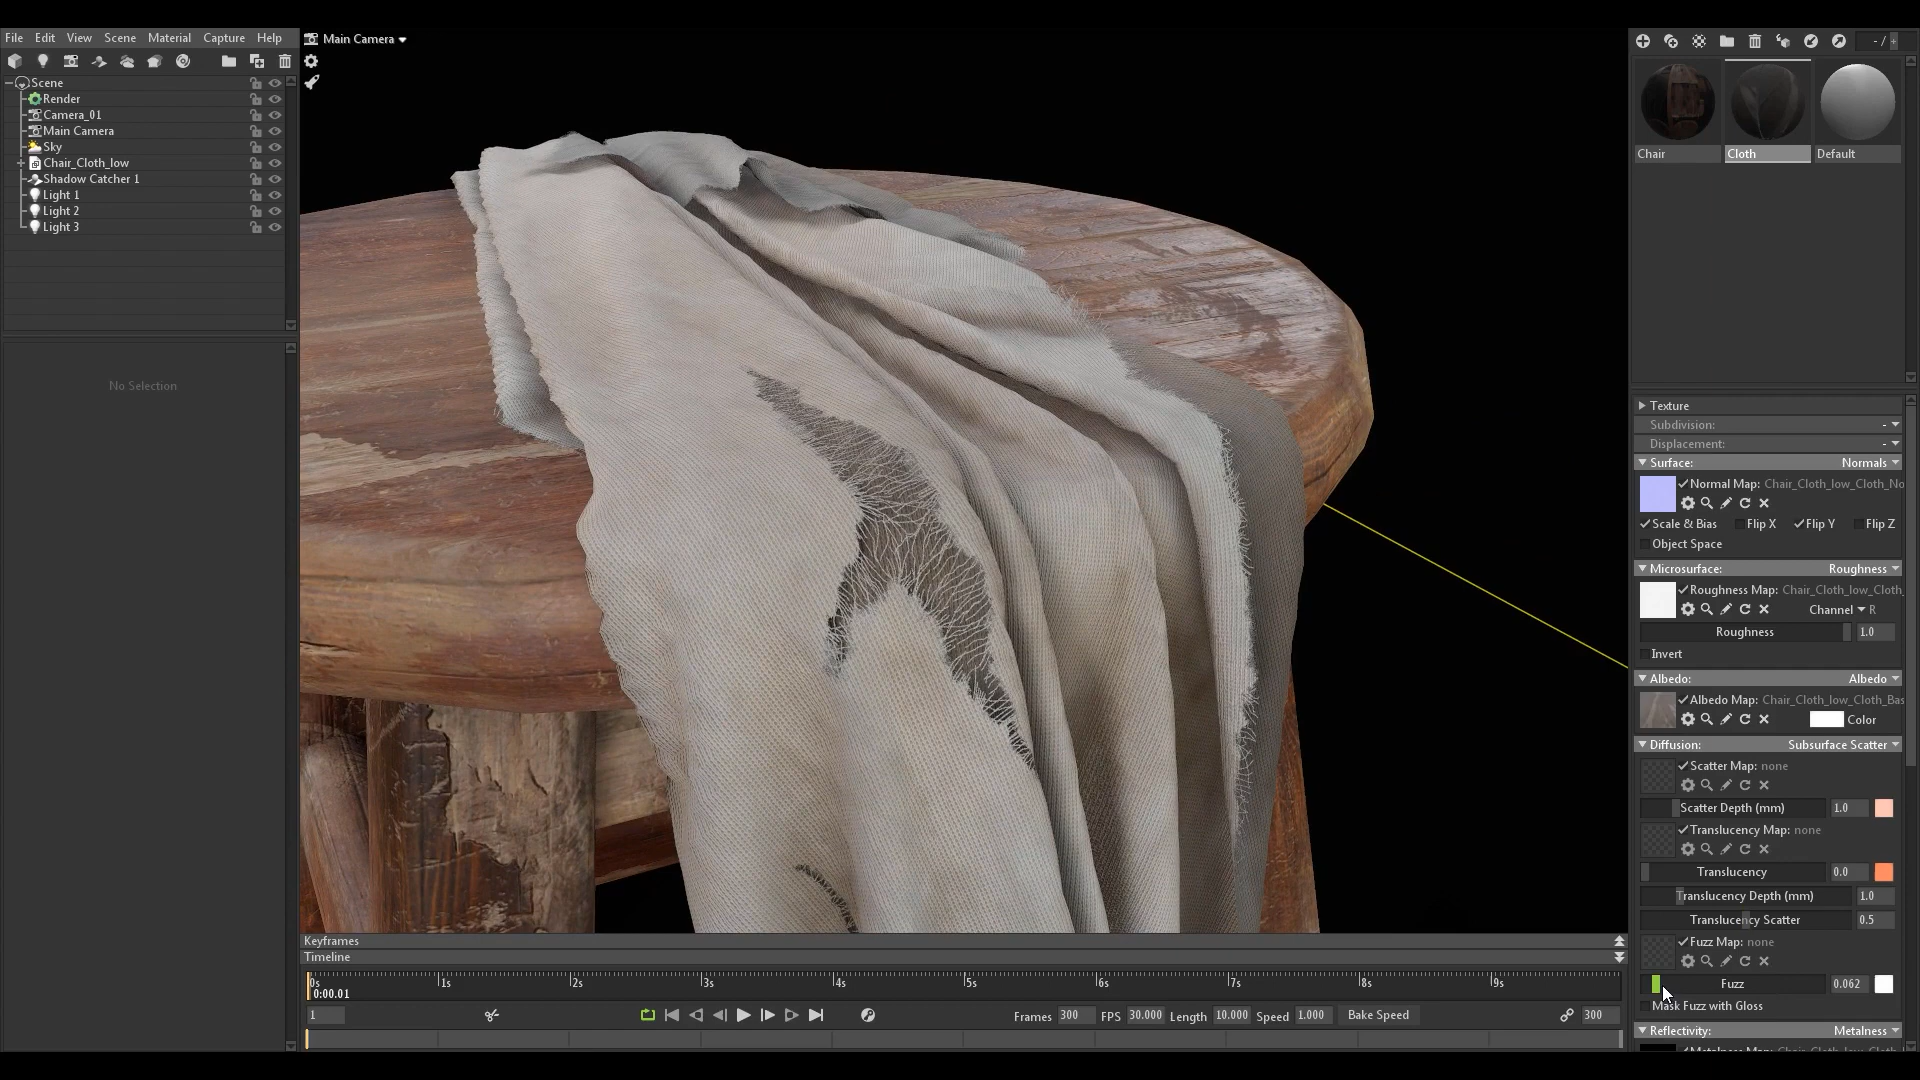 File Edit View Scene Material Capture Help
Scene
Render
Camera_01
Main Camera
Sky
Chair_Cloth_low
Shadow Catcher 1
Light 1
Light 2
Light 3
No Selection
Main Camera
Keyframes
Timeline
0s 1s 2s 3s 4s 5s 6s 7s 8s 9s
0:00.01
1
Frames 300 FPS 30.000 Length 10.000 Speed 1.000 Bake Speed 300
- / +
Chair Cloth Default
Texture
Subdivision: -
Displacement: -
Surface: Normals
Normal Map: Chair_Cloth_low_Cloth_No
Scale & Bias Flip X Flip Y Flip Z
Object Space
Microsurface: Roughness
Roughness Map: Chair_Cloth_low_Cloth_
Channel R
Roughness 1.0
Invert
Albedo: Albedo
Albedo Map: Chair_Cloth_low_Cloth_Bas
Color
Diffusion: Subsurface Scatter
Scatter Map: none
Scatter Depth (mm) 1.0
Translucency Map: none
Translucency 0.0
Translucency Depth (mm) 1.0
Translucency Scatter 0.5
Fuzz Map: none
Fuzz 0.062
Mask Fuzz with Gloss
Reflectivity: Metalness